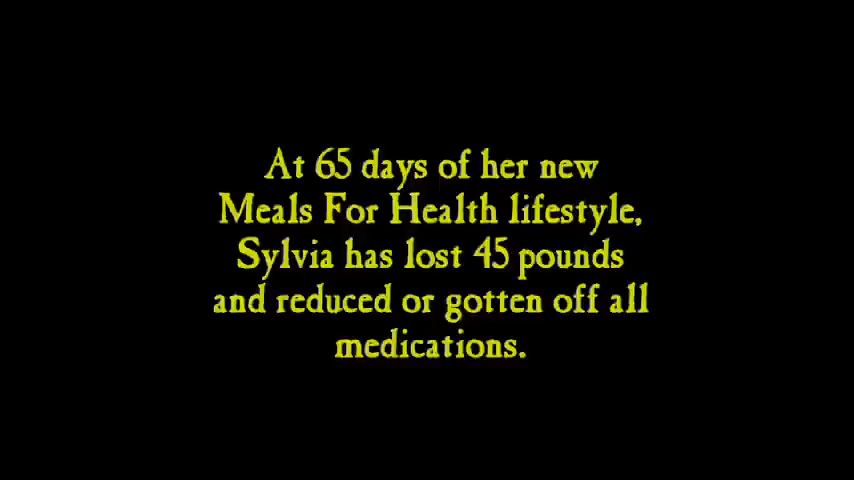 At 65 days of her new
Meals For Health lifestyle,
Sylvia has lost 45 pounds
and reduced or gotten off all
medications.